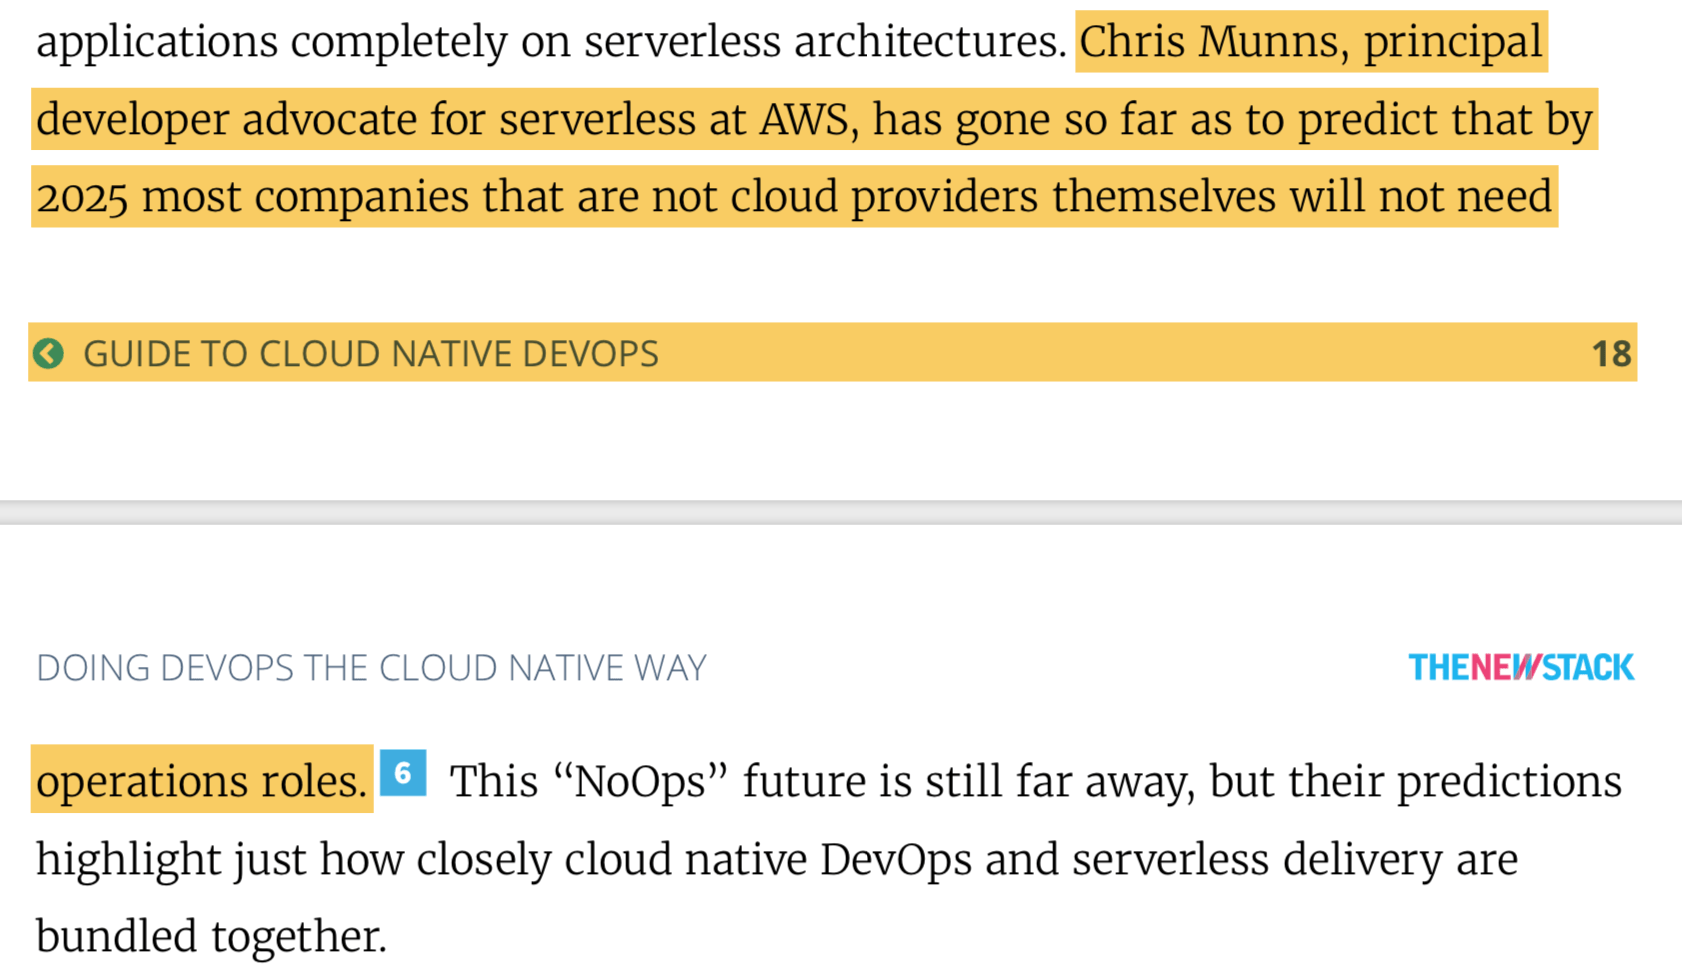 applications completely on serverless architectures. Chris Munns, principal
developer advocate for serverless at AWS, has gone so far as to predict that by
2025 most companies that are not cloud providers themselves will not need
GUIDE TO CLOUD NATIVE DEVOPS 18
DOING DEVOPS THE CLOUD NATIVE WAY THENEWSTACK
operations roles. 6 This “NoOps” future is still far away, but their predictions
highlight just how closely cloud native DevOps and serverless delivery are
bundled together.